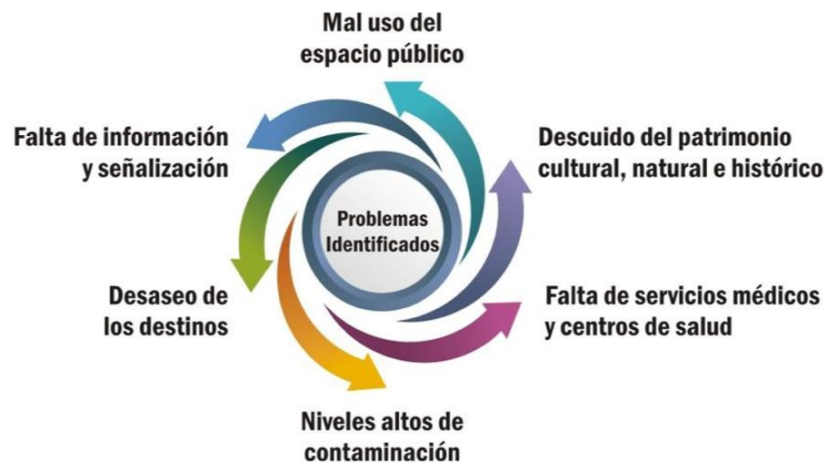 Mal uso del
espacio público
Falta de información
y señalización
Descuido del patrimonio
cultural, natural e histórico
Problemas
Identificados
Desaseo de
los destinos
Falta de servicios médicos
y centros de salud
Niveles altos de
contaminación